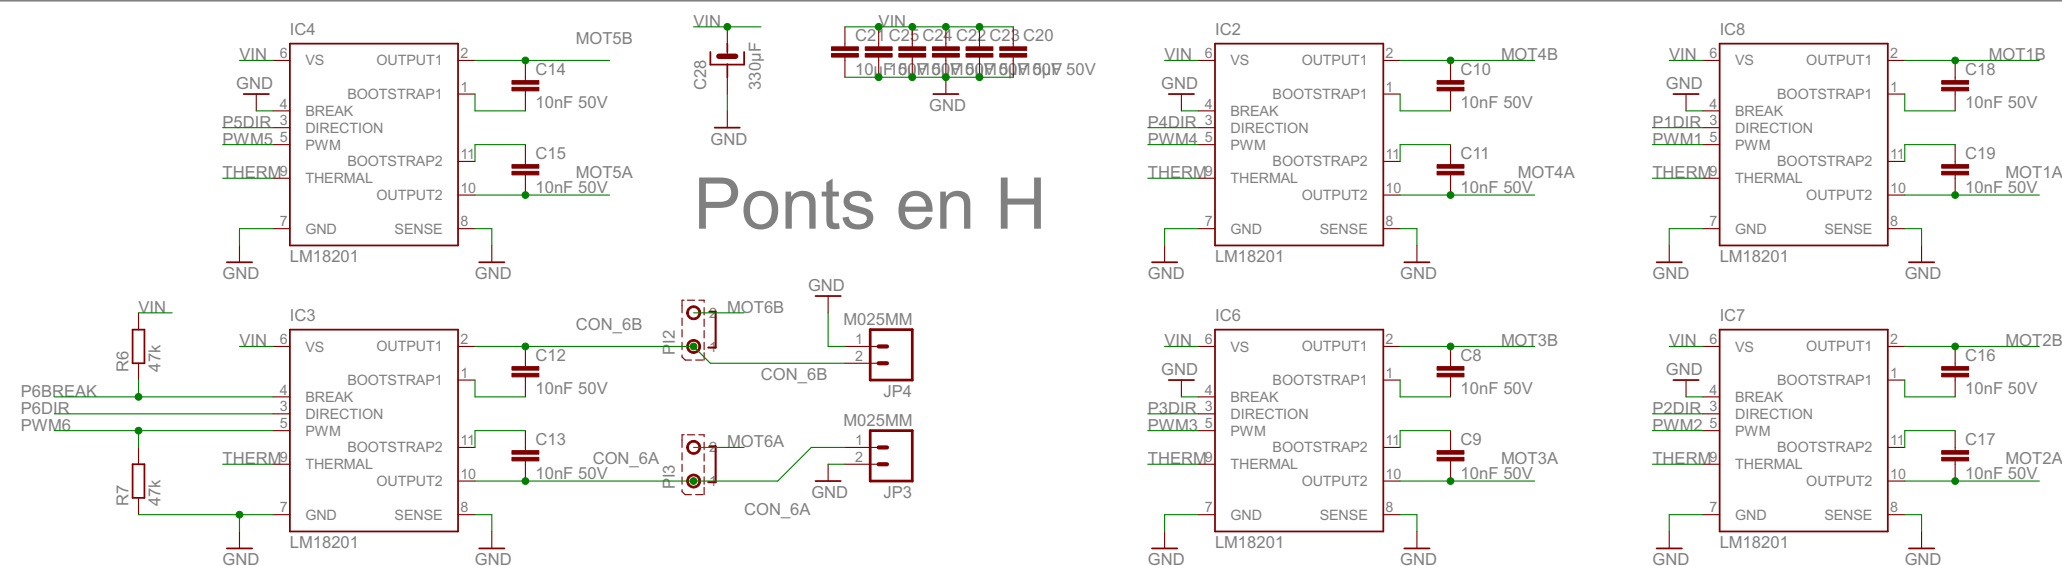 IC4
VIN 6 VS OUTPUT1 2 MOT5B
C14
GND BOOTSTRAP1 1
10nF 50V
4 BREAK
P5DIR 3 DIRECTION
PWM5 5 PWM
BOOTSTRAP2 11 C15
THERM 9 THERMAL
MOT5A
OUTPUT2 10 10nF 50V
7 GND SENSE 8
LM18201
GND GND
VIN
C28 330µF
GND
VIN
C21 C25 C24 C22 C23 C20
10µF 50V
GND
Ponts en H
IC2
VIN 6 VS OUTPUT1 2 MOT4B
C10
GND BOOTSTRAP1 1
10nF 50V
4 BREAK
P4DIR 3 DIRECTION
PWM4 5 PWM
BOOTSTRAP2 11 C11
THERM 9 THERMAL
MOT4A
OUTPUT2 10 10nF 50V
7 GND SENSE 8
LM18201
GND GND
IC8
VIN 6 VS OUTPUT1 2 MOT1B
C18
GND BOOTSTRAP1 1
10nF 50V
4 BREAK
P1DIR 3 DIRECTION
PWM1 5 PWM
BOOTSTRAP2 11 C19
THERM 9 THERMAL
MOT1A
OUTPUT2 10 10nF 50V
7 GND SENSE 8
LM18201
GND GND
VIN
R6 47k
IC3
VIN 6 VS OUTPUT1 2 CON_6B
C12
BOOTSTRAP1 1
10nF 50V
P6BREAK 4 BREAK
P6DIR 3 DIRECTION
PWM6 5 PWM
BOOTSTRAP2 11 C13
THERM 9 THERMAL
CON_6A
OUTPUT2 10 10nF 50V
R7 47k
7 GND SENSE 8
LM18201
GND GND
PI2 2 1 MOT6B
GND
M025MM
1
2
CON_6B
JP4
PI3 2 1 MOT6A
M025MM
1
2
GND
JP3
CON_6A
IC6
VIN 6 VS OUTPUT1 2 MOT3B
C8
GND BOOTSTRAP1 1
10nF 50V
4 BREAK
P3DIR 3 DIRECTION
PWM3 5 PWM
BOOTSTRAP2 11 C9
THERM 9 THERMAL
MOT3A
OUTPUT2 10 10nF 50V
7 GND SENSE 8
LM18201
GND GND
IC7
VIN 6 VS OUTPUT1 2 MOT2B
C16
GND BOOTSTRAP1 1
10nF 50V
4 BREAK
P2DIR 3 DIRECTION
PWM2 5 PWM
BOOTSTRAP2 11 C17
THERM 9 THERMAL
MOT2A
OUTPUT2 10 10nF 50V
7 GND SENSE 8
LM18201
GND GND